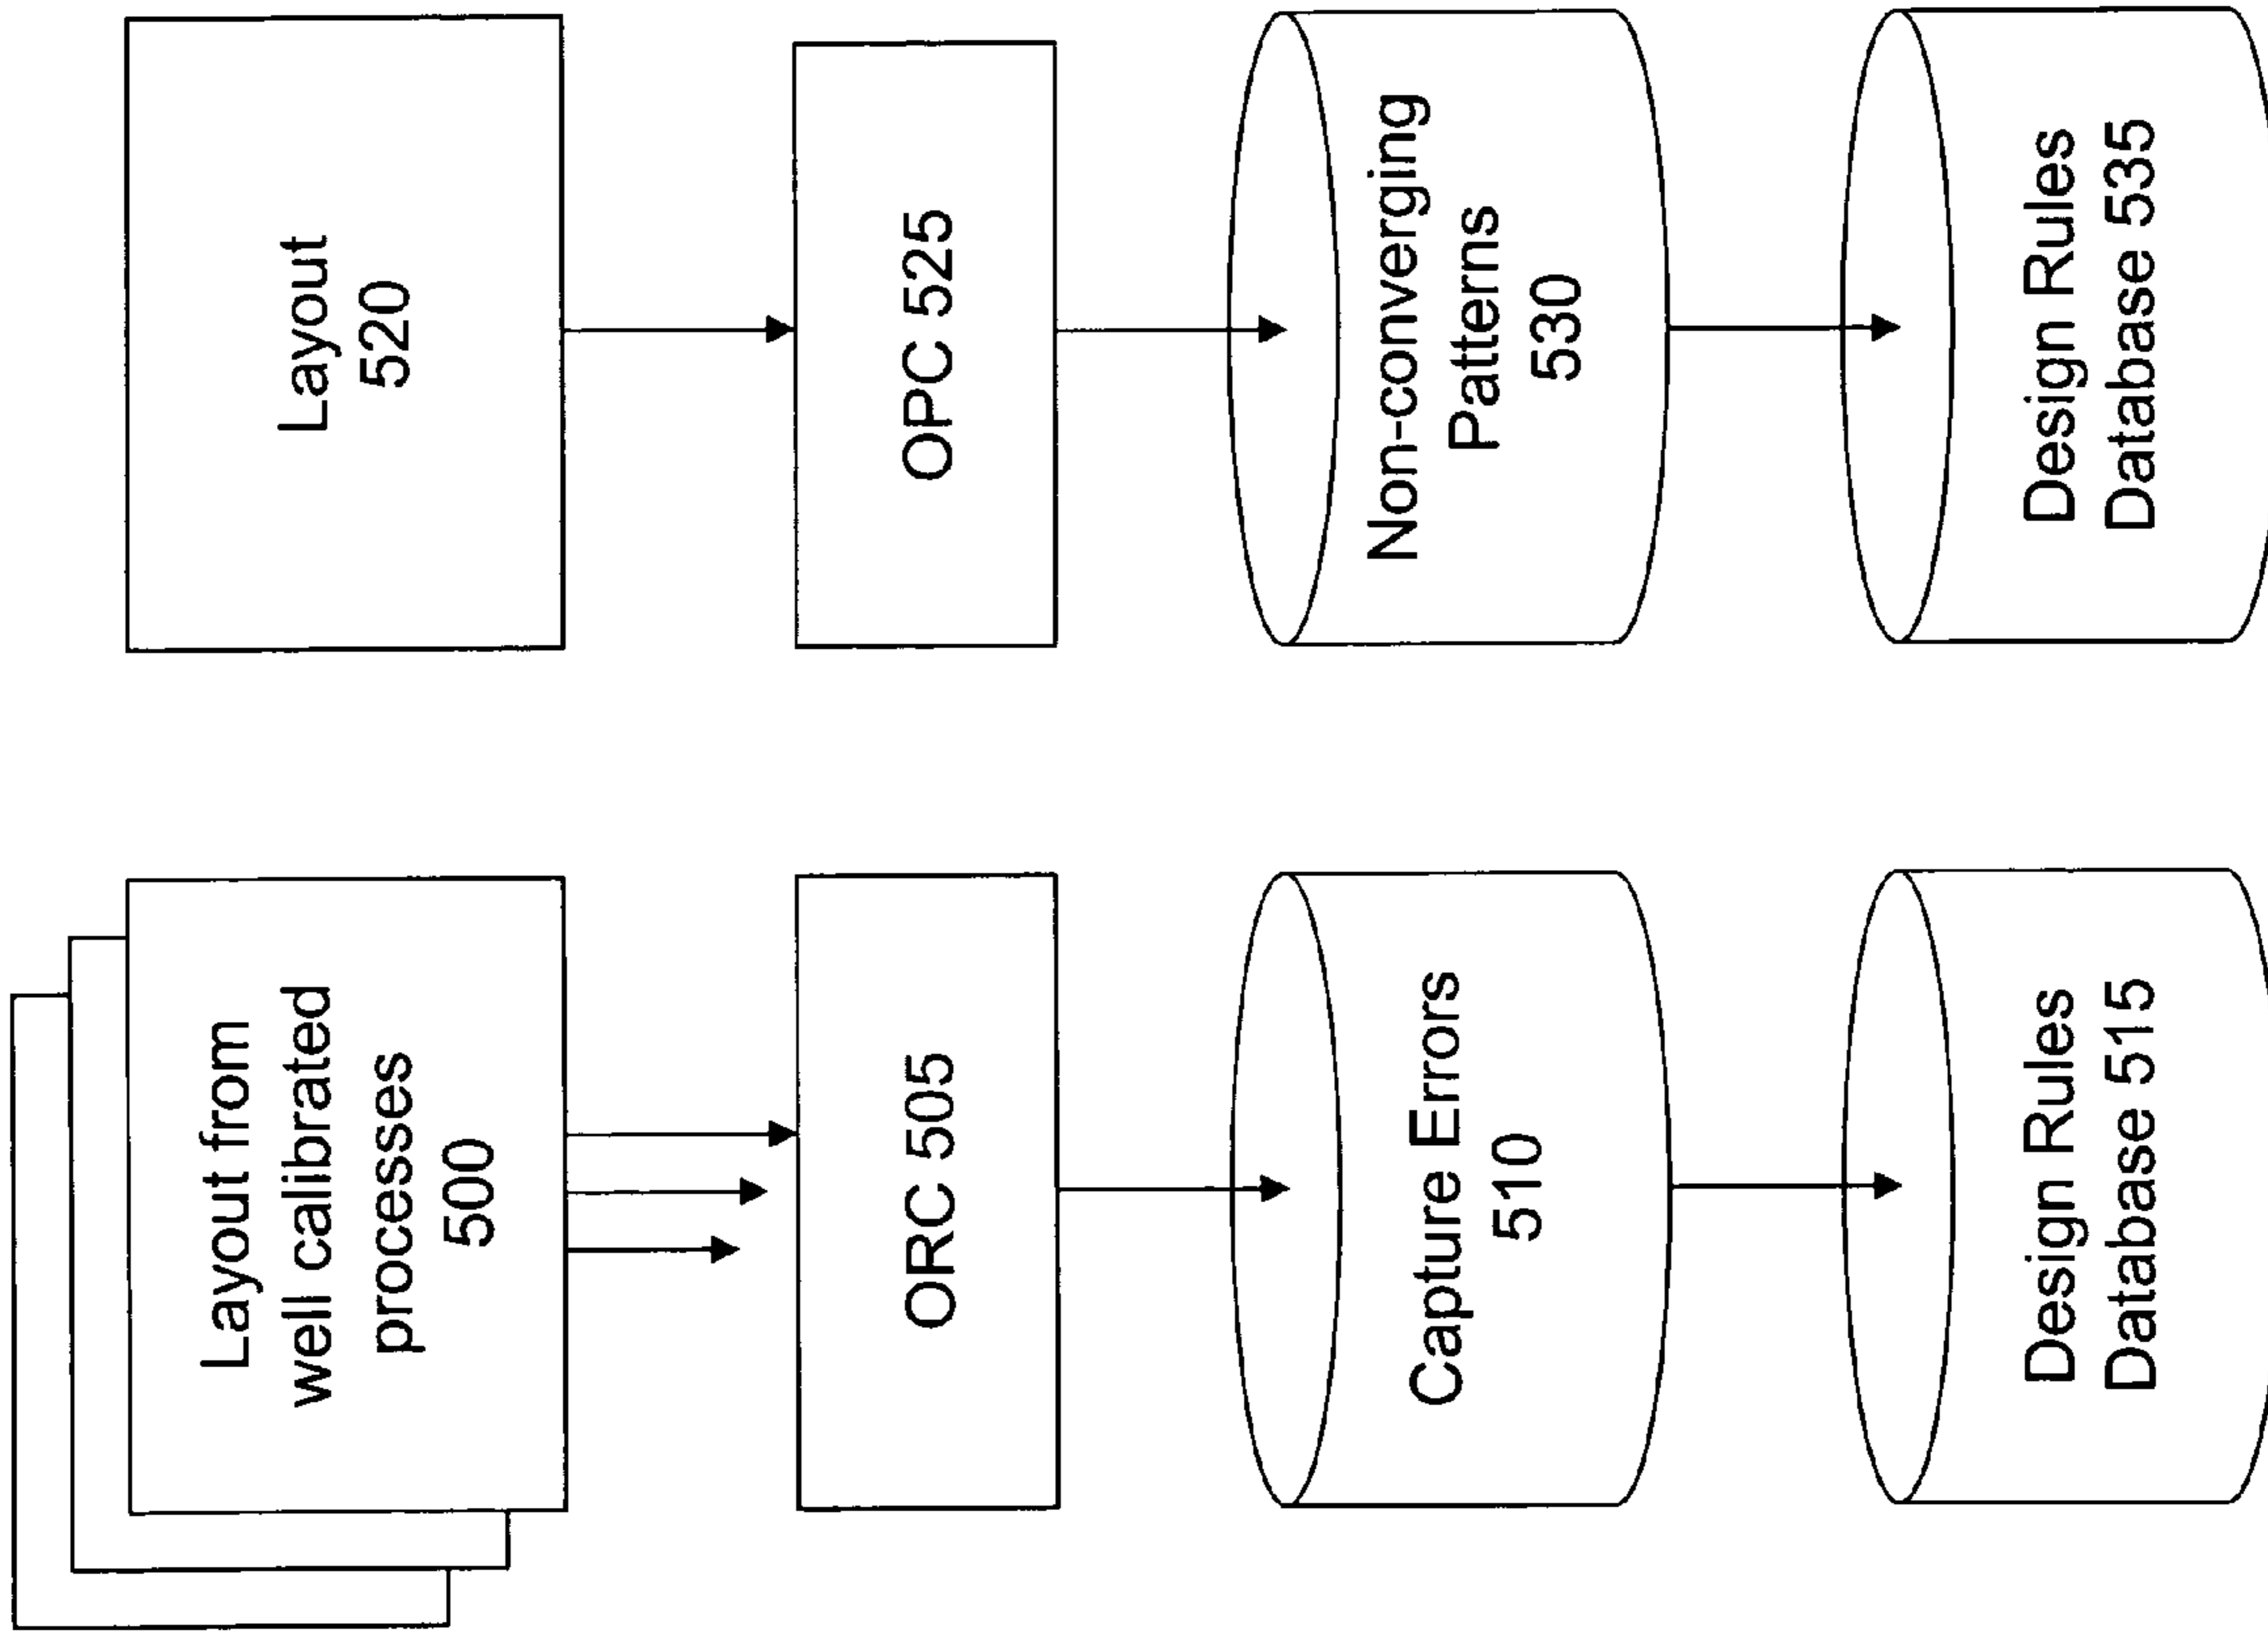 Layout from
well calibrated
processes
500
ORC 505
Capture Errors
510
Design Rules
Database 515
Layout
520
OPC 525
Non-converging
Patterns
530
Design Rules
Database 535